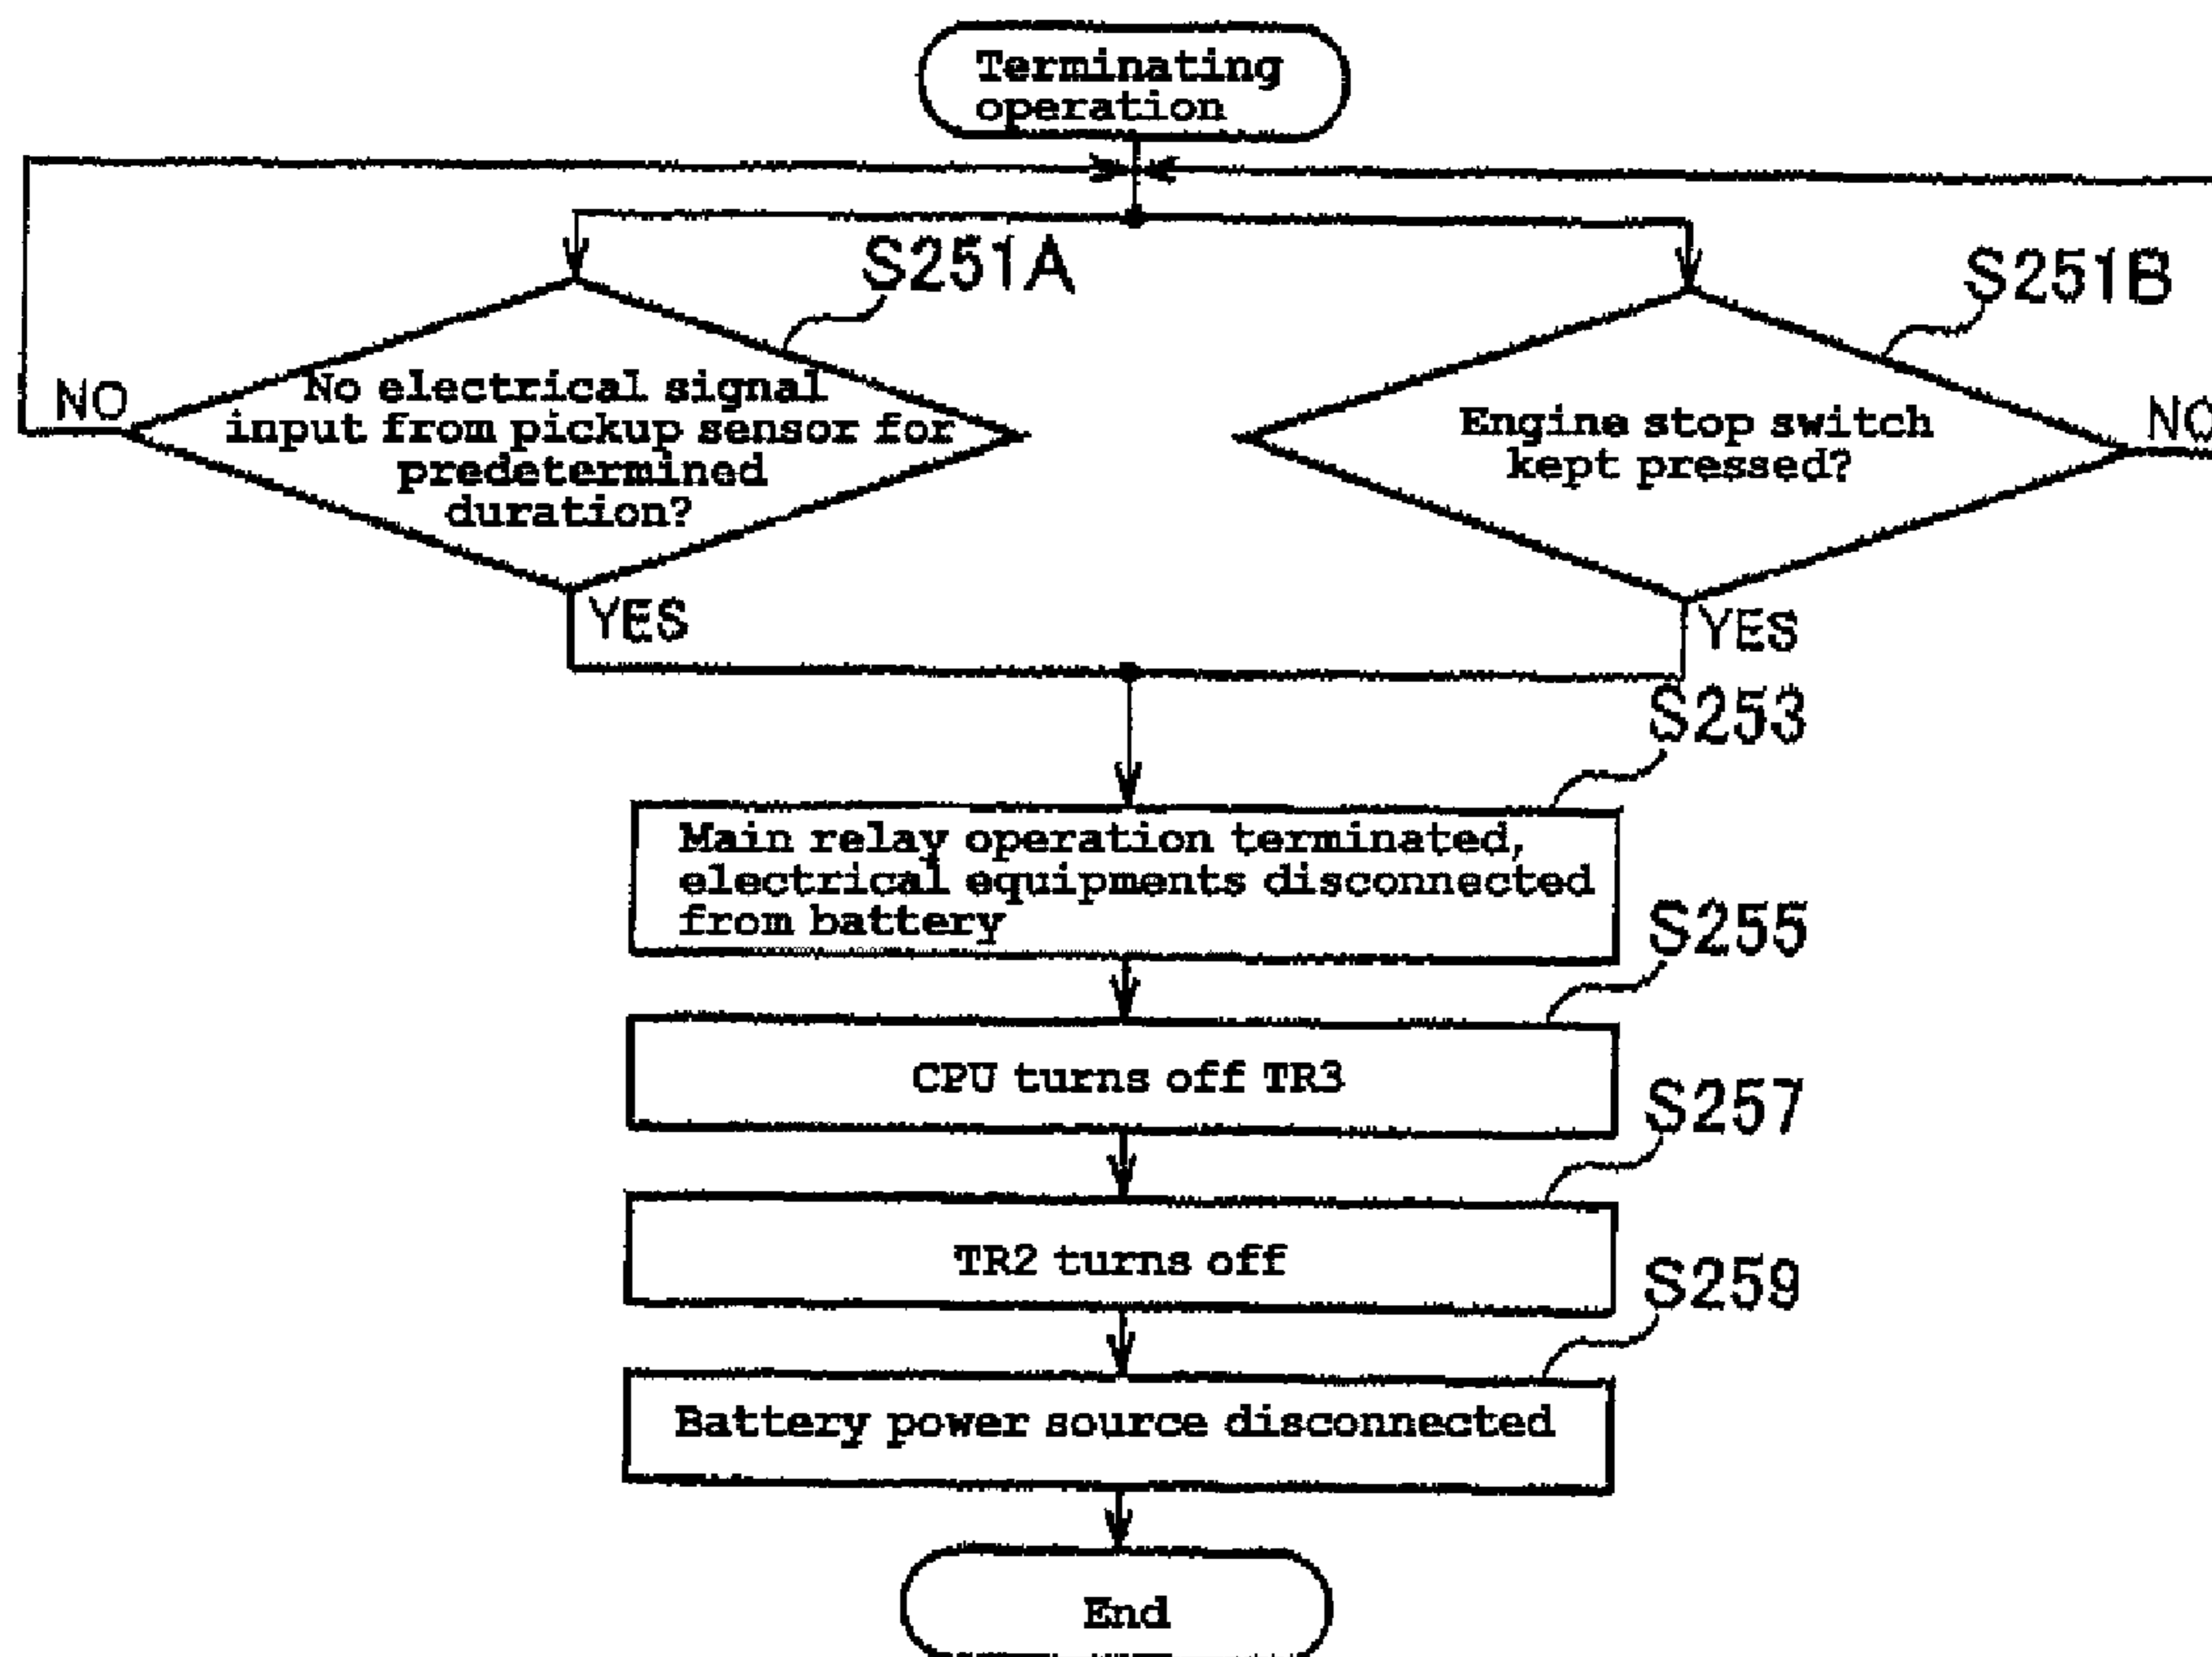 Terminating
operation
S251A
S251B
NO
No electrical signal
input from pickup sensor for
predetermined
duration?
Engine stop switch
kept pressed?
NO
YES
YES
S253
Main relay operation terminated,
electrical equipments disconnected
from battery
S255
CPU turns off TR3
S257
TR2 turns off
S259
Battery power source disconnected
End